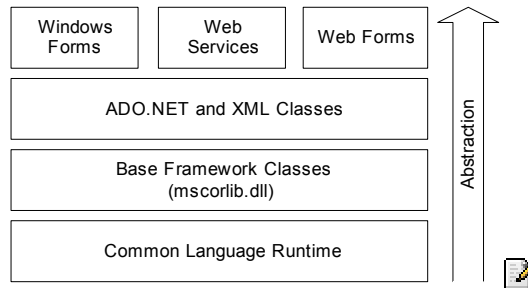 Windows
Forms
Web
Services
Web Forms
ADO.NET and XML Classes
Base Framework Classes
(mscorlib.dll)
Common Language Runtime
Abstraction